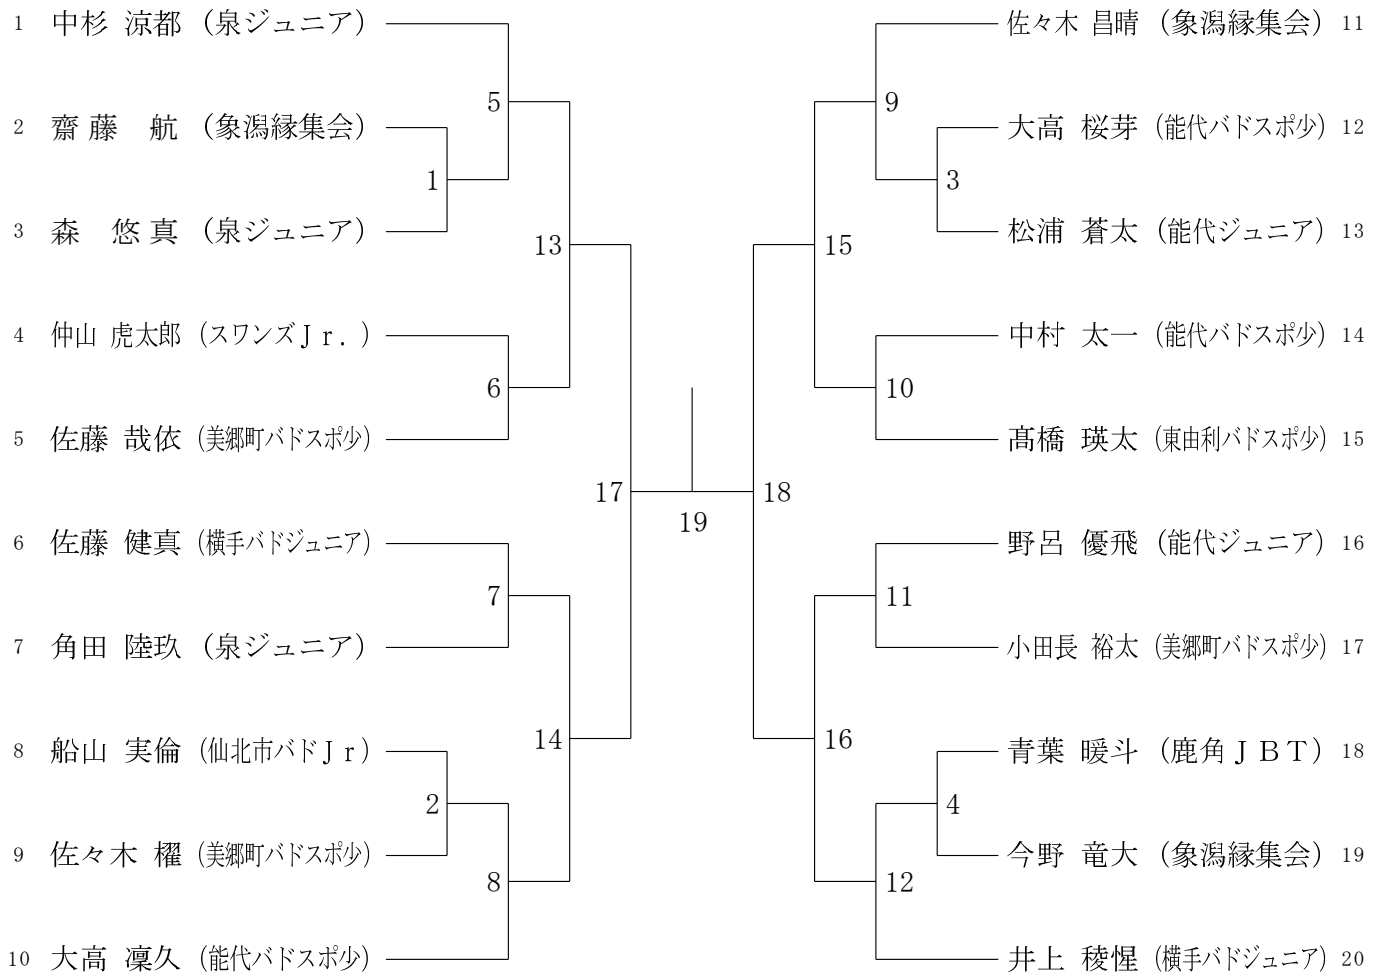 1 中杉 涼都 (泉ジュニア)
5
2 齋藤 航 (象潟縁集会)
1
3 森 悠真 (泉ジュニア)
13
4 仲山 虎太郎 (スワンズＪｒ．)
6
5 佐藤 哉依 (美郷町バドスポ少)
17
6 佐藤 健真 (横手バドジュニア)
7
7 角田 陸玖 (泉ジュニア)
14
8 船山 実倫 (仙北市バドＪｒ)
2
9 佐々木 櫂 (美郷町バドスポ少)
8
10 大高 凜久 (能代バドスポ少)
19
佐々木 昌晴 (象潟縁集会) 11
9
大高 桜芽 (能代バドスポ少) 12
3
松浦 蒼太 (能代ジュニア) 13
15
中村 太一 (能代バドスポ少) 14
10
髙橋 瑛太 (東由利バドスポ少) 15
18
野呂 優飛 (能代ジュニア) 16
11
小田長 裕太 (美郷町バドスポ少) 17
16
青葉 暖斗 (鹿角ＪＢＴ) 18
4
今野 竜大 (象潟縁集会) 19
12
井上 稜惺 (横手バドジュニア) 20